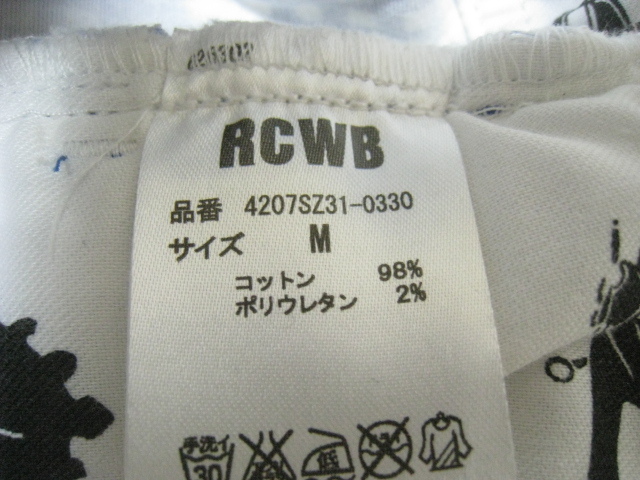 RCWB
品番 4207SZ31-0330
サイズ M
コットン 98%
ポリウレタン 2%
手洗イ 低
30